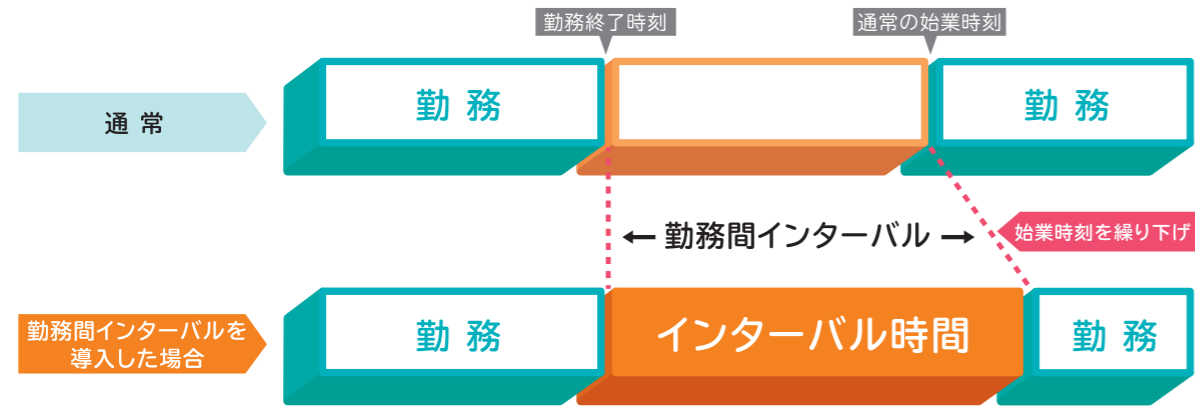 勤務終了時刻
通常の始業時刻
通常
勤務
勤務
← 勤務間インターバル →
始業時刻を繰り下げ
勤務間インターバルを
導入した場合
勤務
インターバル時間
勤務